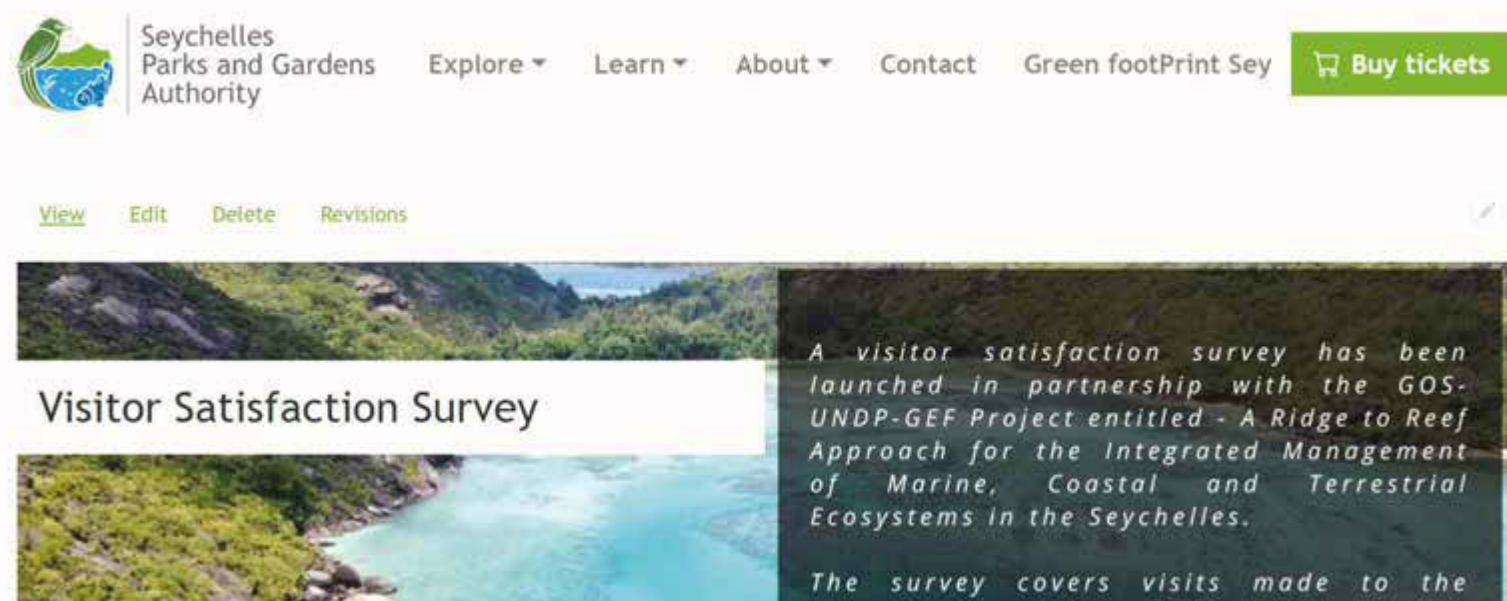 Seychelles
Parks and Gardens
Authority
Explore Learn About Contact Green footPrint Sey Buy tickets
View Edit Delete Revisions
Visitor Satisfaction Survey
A visitor satisfaction survey has been
launched in partnership with the GOS-
UNDP-GEF Project entitled - A Ridge to Reef
Approach for the Integrated Management
of Marine, Coastal and Terrestrial
Ecosystems in the Seychelles.
The survey covers visits made to the